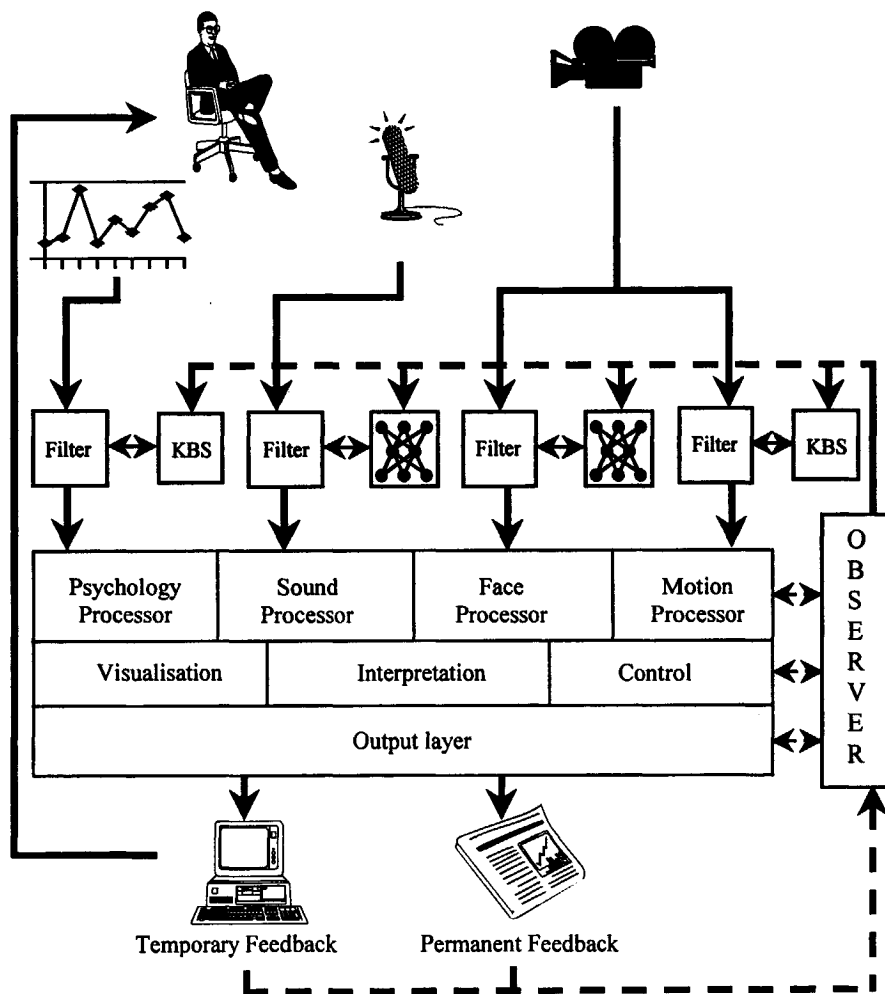 Filter
KBS
Filter
Filter
Filter
KBS
Psychology
Processor
Sound
Processor
Face
Processor
Motion
Processor
Visualisation
Interpretation
Control
Output layer
O
B
S
E
R
V
E
R
Temporary Feedback
Permanent Feedback